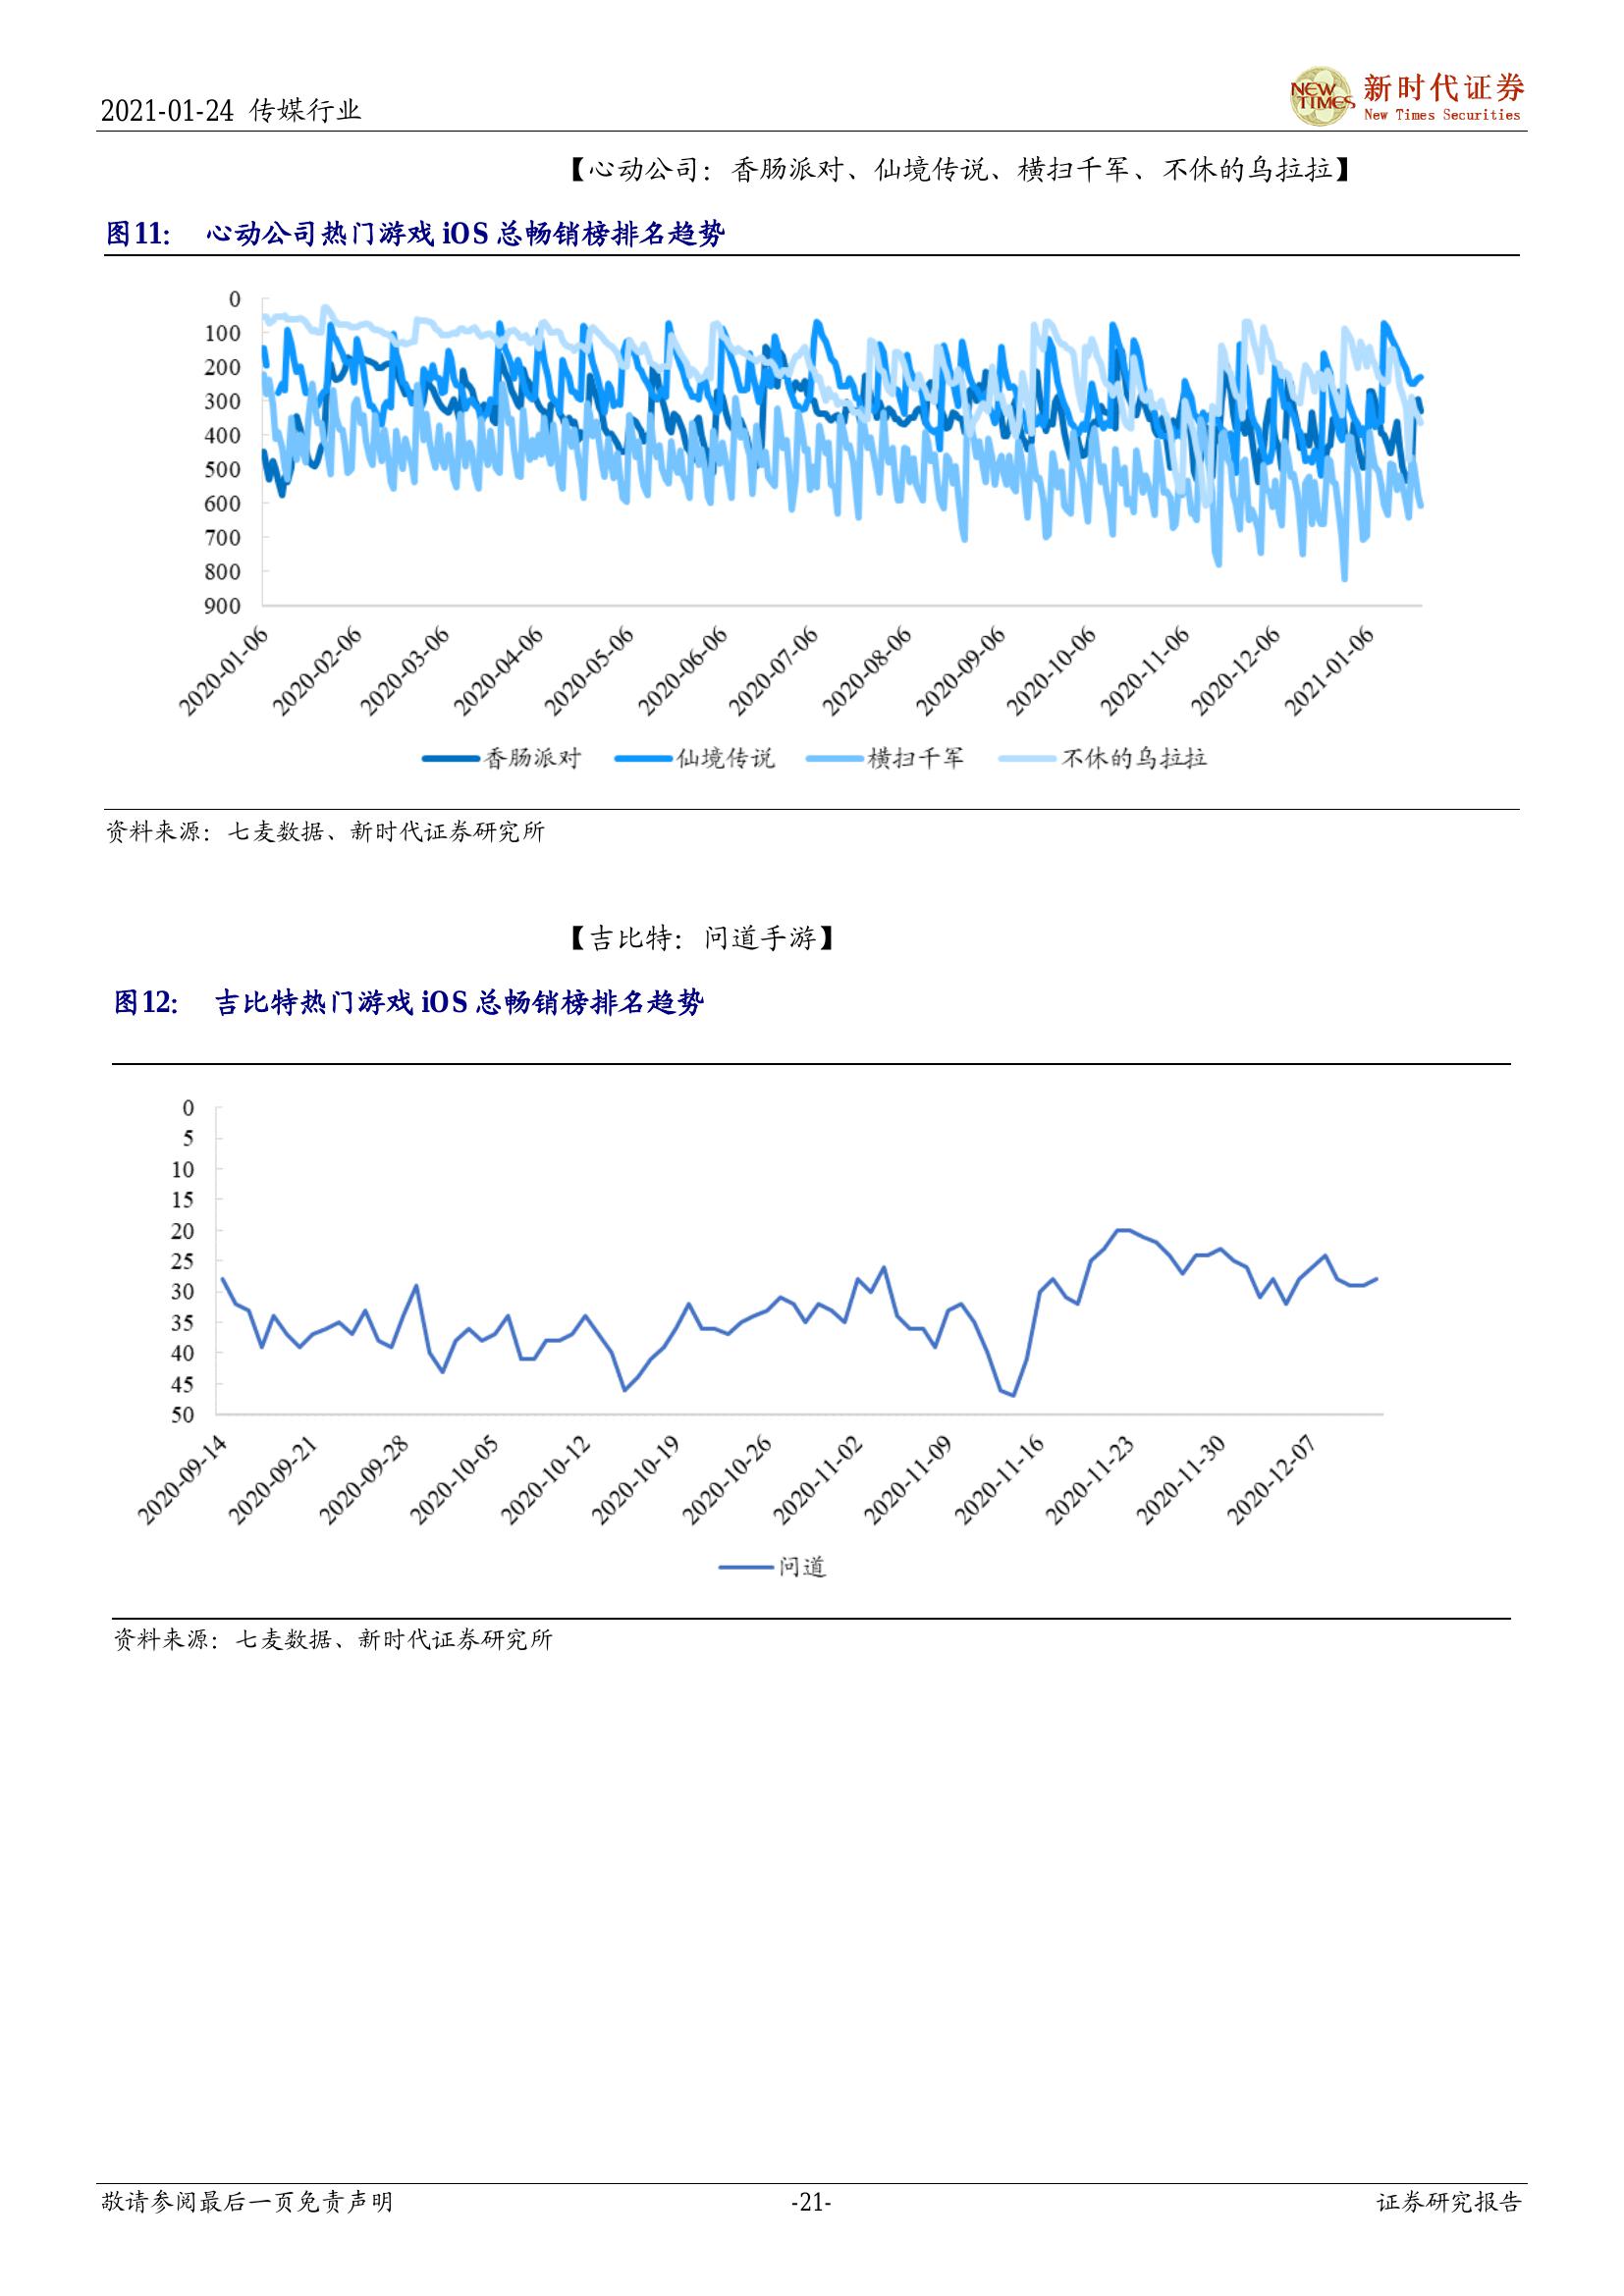 2021-01-24 传媒行业
NEW TIMES 新时代证券
New Times Securities
【心动公司：香肠派对、仙境传说、横扫千军、不休的乌拉拉】
图11： 心动公司热门游戏 iOS 总畅销榜排名趋势
0
100
200
300
400
500
600
700
800
900
2020-01-06 2020-02-06 2020-03-06 2020-04-06 2020-05-06 2020-06-06 2020-07-06 2020-08-06 2020-09-06 2020-10-06 2020-11-06 2020-12-06 2021-01-06
香肠派对 仙境传说 横扫千军 不休的乌拉拉
资料来源：七麦数据、新时代证券研究所
【吉比特：问道手游】
图12： 吉比特热门游戏 iOS 总畅销榜排名趋势
0
5
10
15
20
25
30
35
40
45
50
2020-09-14 2020-09-21 2020-09-28 2020-10-05 2020-10-12 2020-10-19 2020-10-26 2020-11-02 2020-11-09 2020-11-16 2020-11-23 2020-11-30 2020-12-07
问道
资料来源：七麦数据、新时代证券研究所
敬请参阅最后一页免责声明 -21- 证券研究报告